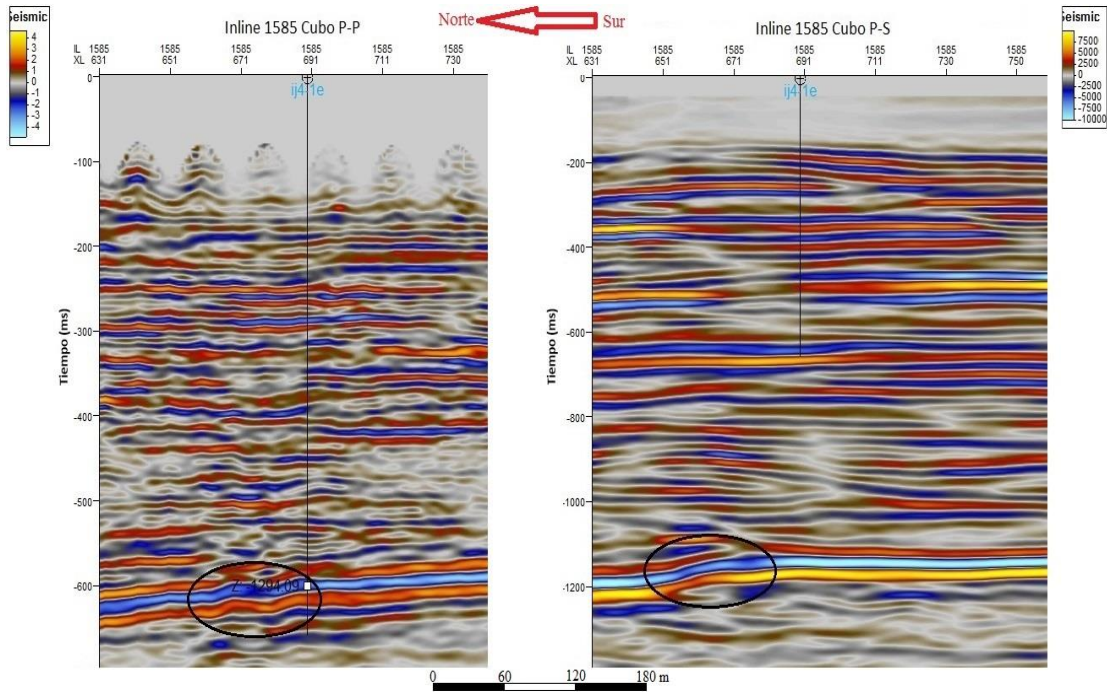 Norte Sur
Inline 1585 Cubo P-P
Inline 1585 Cubo P-S
Seismic
4
3
2
1
0
-1
-2
-3
-4
IL 1585 1585 1585 1585 1585 1585
XL 631 651 671 691 711 730
ij4-1e
0
-100
-200
-300
-400
-500
-600
Tiempo (ms)
Seismic
7500
5000
2500
0
-2500
-5000
-7500
-10000
IL 1585 1585 1585 1585 1585 1585 1585
XL 631 651 671 691 711 730 750
ij4-1e
0
-200
-400
-600
-800
-1000
-1200
Tiempo (ms)
0 60 120 180 m